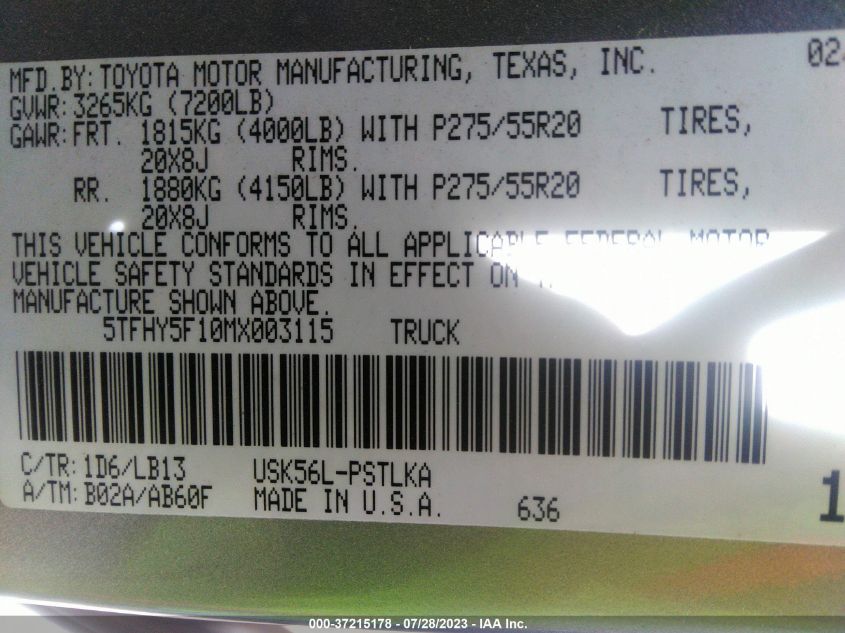 MFD.BY: TOYOTA MOTOR MANUFACTURING, TEXAS, INC. 02
GVWR: 3265KG (7200LB)
GAWR: FRT. 1815KG (4000LB) WITH P275/55R20 TIRES,
20X8J RIMS.
RR. 1880KG (4150LB) WITH P275/55R20 TIRES,
20X8J RIMS.
THIS VEHICLE CONFORMS TO ALL APPLICABLE FEDERAL MOTOR
VEHICLE SAFETY STANDARDS IN EFFECT ON
MANUFACTURE SHOWN ABOVE.
5TFHY5F10MX003115 TRUCK
C/TR: 1D6/LB13 USK56L-PSTLKA
A/TM: B02A/AB60F MADE IN U.S.A. 636 1
000-37215178 - 07/28/2023 - IAA Inc.